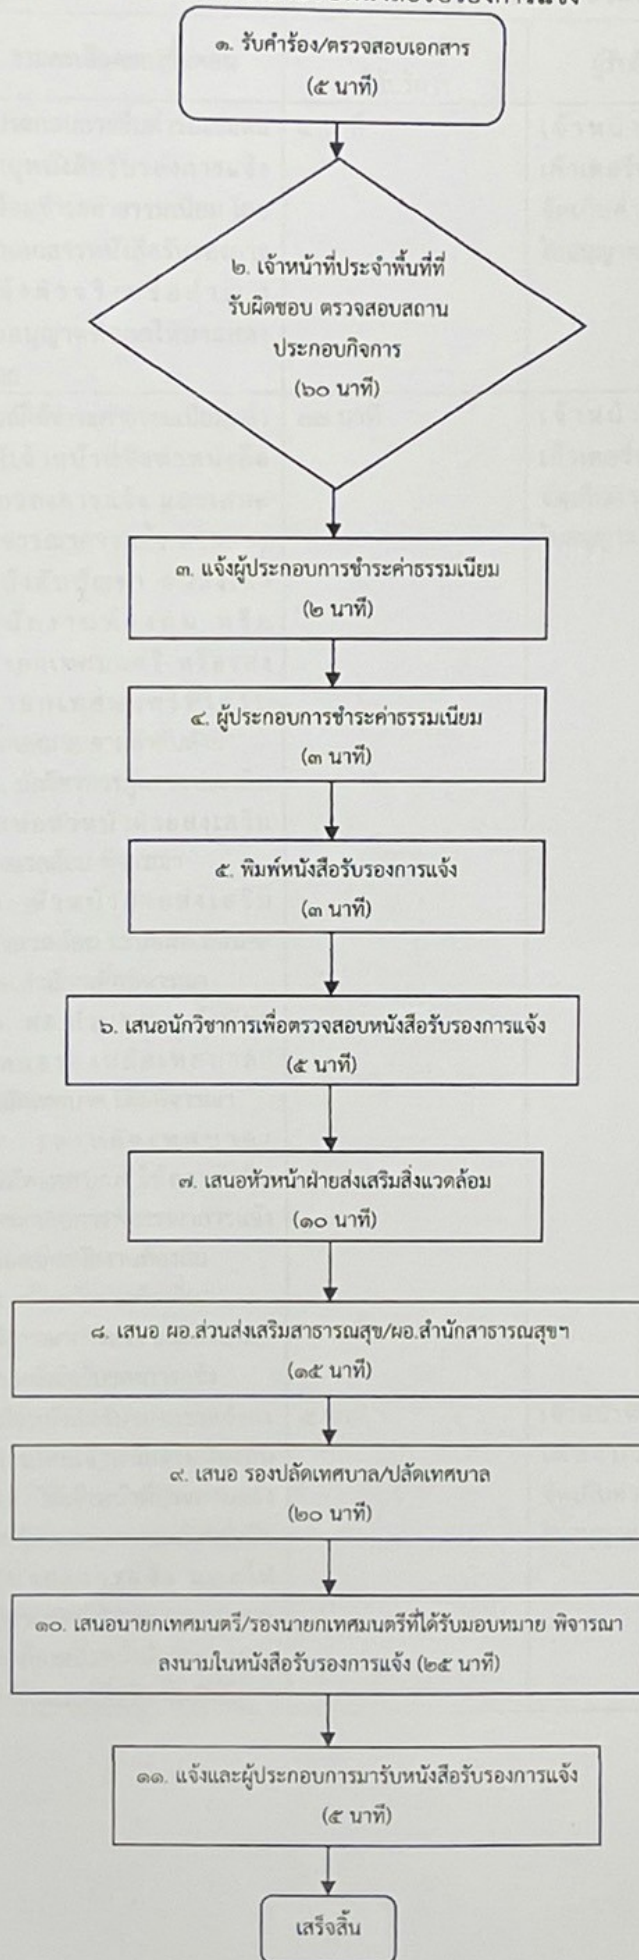 ๑. รับคำร้อง/ตรวจสอบเอกสาร
(๕ นาที)
๒. เจ้าหน้าที่ประจำพื้นที่ที่
รับผิดชอบ ตรวจสอบสถาน
ประกอบกิจการ
(๖๐ นาที)
๓. แจ้งผู้ประกอบการชำระค่าธรรมเนียม
(๒ นาที)
๔. ผู้ประกอบการชำระค่าธรรมเนียม
(๓ นาที)
๕. พิมพ์หนังสือรับรองการแจ้ง
(๓ นาที)
๖. เสนอนักวิชาการเพื่อตรวจสอบหนังสือรับรองการแจ้ง
(๕ นาที)
๗. เสนอหัวหน้าฝ่ายส่งเสริมสิ่งแวดล้อม
(๑๐ นาที)
๘. เสนอ ผอ.ส่วนส่งเสริมสาธารณสุข/ผอ.สำนักสาธารณสุขฯ
(๑๕ นาที)
๙. เสนอ รองปลัดเทศบาล/ปลัดเทศบาล
(๒๐ นาที)
๑๐. เสนอนายกเทศมนตรี/รองนายกเทศมนตรีที่ได้รับมอบหมาย พิจารณา
ลงนามในหนังสือรับรองการแจ้ง (๒๕ นาที)
๑๑. แจ้งและผู้ประกอบการมารับหนังสือรับรองการแจ้ง
(๕ นาที)
เสร็จสิ้น